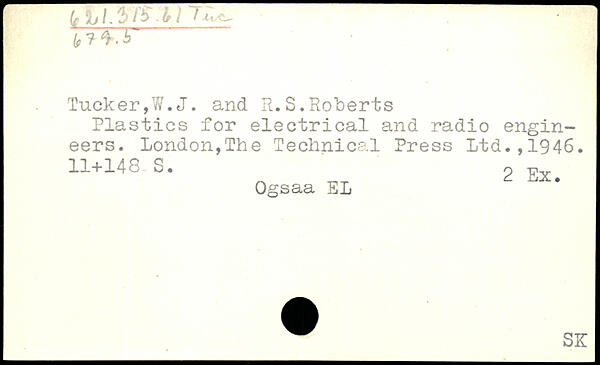 621.315.61 Tuc
679.5
Tucker,W.J. and R.S.Roberts
Plastics for electrical and radio engin-
eers. London,The Technical Press Ltd.,1946.
11+148 S.
2 Ex.
Ogsaa EL
SK